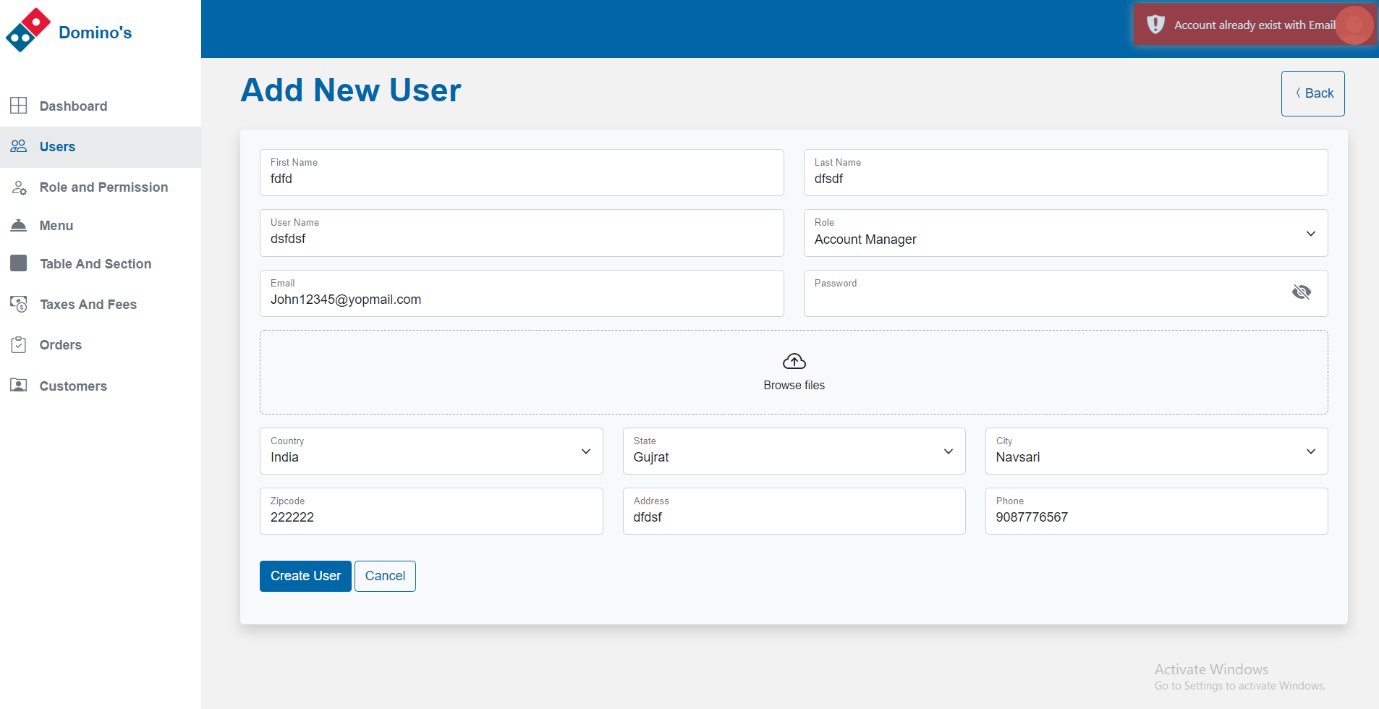 Domino's
Account already exist with Email
Dashboard
Users
Role and Permission
Menu
Table And Section
Taxes And Fees
Orders
Customers
Add New User
Back
First Name
fdfd
Last Name
dfsdf
User Name
dsfdsf
Role
Account Manager
Email
John12345@yopmail.com
Password
Browse files
Country
India
State
Gujrat
City
Navsari
Zipcode
222222
Address
dfdsf
Phone
9087776567
Create User
Cancel
Activate Windows
Go to Settings to activate Windows.